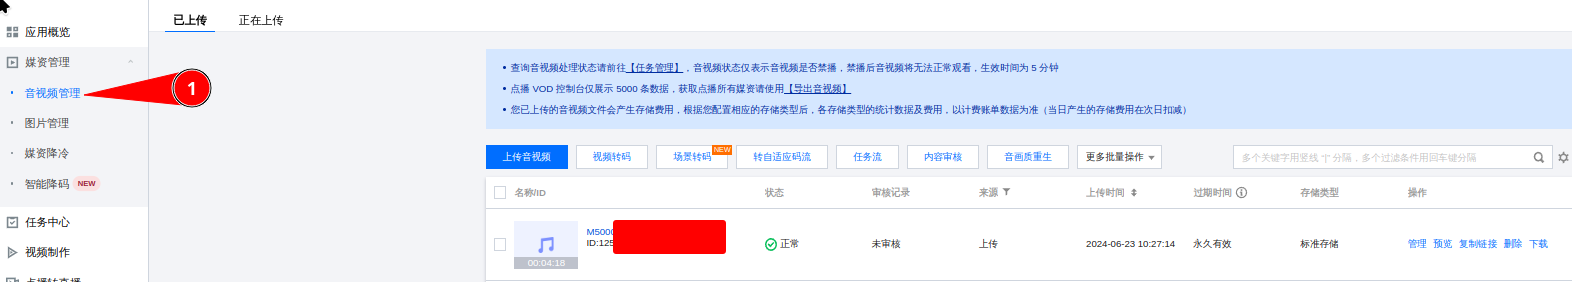 已上传 正在上传
应用概览
媒资管理
音视频管理
图片管理
媒资降冷
智能降码 NEW
任务中心
视频制作
1
• 查询音视频处理状态请前往【任务管理】，音视频状态仅表示音视频是否禁播，禁播后音视频将无法正常观看，生效时间为 5 分钟
• 点播 VOD 控制台仅展示 5000 条数据，获取点播所有媒资请使用【导出音视频】
• 您已上传的音视频文件会产生存储费用，根据您配置相应的存储类型后，各存储类型的统计数据及费用，以计费账单数据为准（当日产生的存储费用在次日扣减）
上传音视频 视频转码 场景转码 NEW 转自适应码流 任务流 内容审核 音画质重生 更多批量操作 多个关键字用竖线 "|" 分隔，多个过滤条件用回车键分隔
名称/ID 状态 审核记录 来源 上传时间 过期时间 存储类型 操作
M5000
ID:125
00:04:18
正常 未审核 上传 2024-06-23 10:27:14 永久有效 标准存储 管理 预览 复制链接 删除 下载